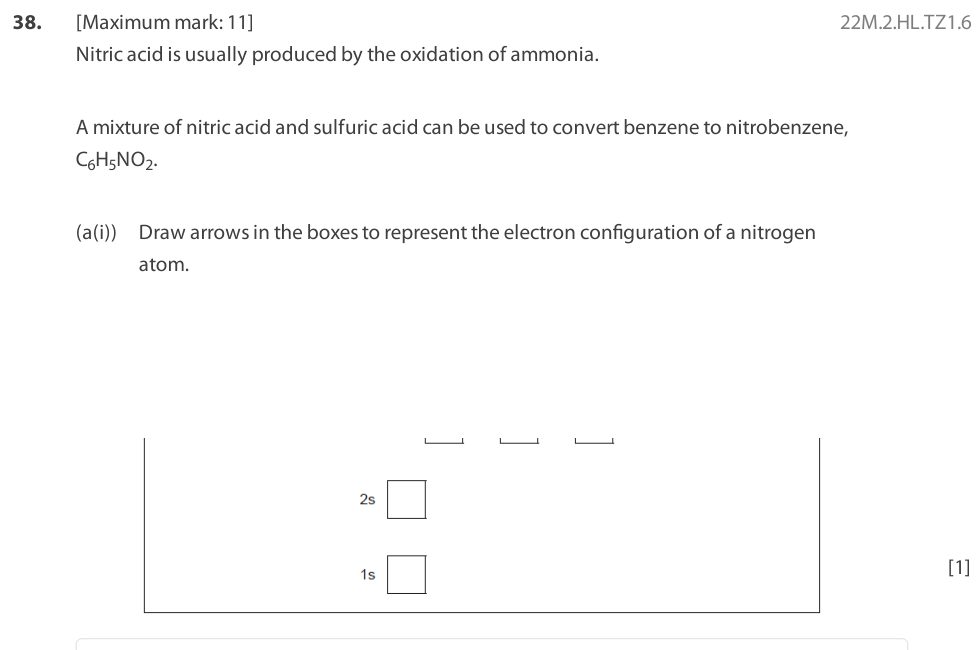 38. [Maximum mark: 11] 22M.2.HL.TZ1.6
Nitric acid is usually produced by the oxidation of ammonia.
A mixture of nitric acid and sulfuric acid can be used to convert benzene to nitrobenzene,
C₆H₅NO₂.
(a(i)) Draw arrows in the boxes to represent the electron configuration of a nitrogen
atom.
2s
1s
[1]